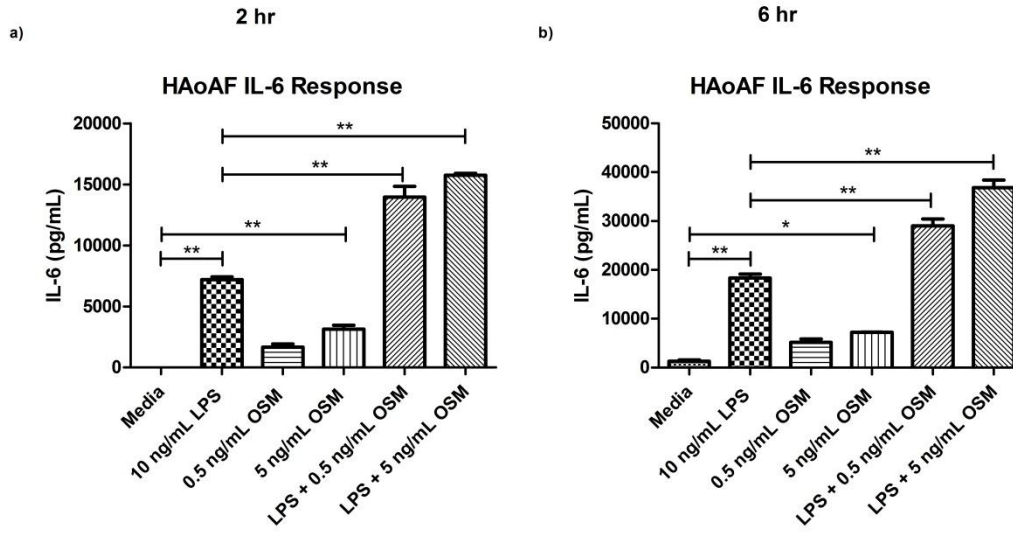 2 hr
a)
HAoAF IL-6 Response
IL-6 (pg/mL)
20000
15000
10000
5000
0
**
**
**
**
Media
10 ng/mL LPS
0.5 ng/mL OSM
5 ng/mL OSM
LPS + 0.5 ng/mL OSM
LPS + 5 ng/mL OSM
6 hr
b)
HAoAF IL-6 Response
IL-6 (pg/mL)
50000
40000
30000
20000
10000
0
**
**
*
**
Media
10 ng/mL LPS
0.5 ng/mL OSM
5 ng/mL OSM
LPS + 0.5 ng/mL OSM
LPS + 5 ng/mL OSM